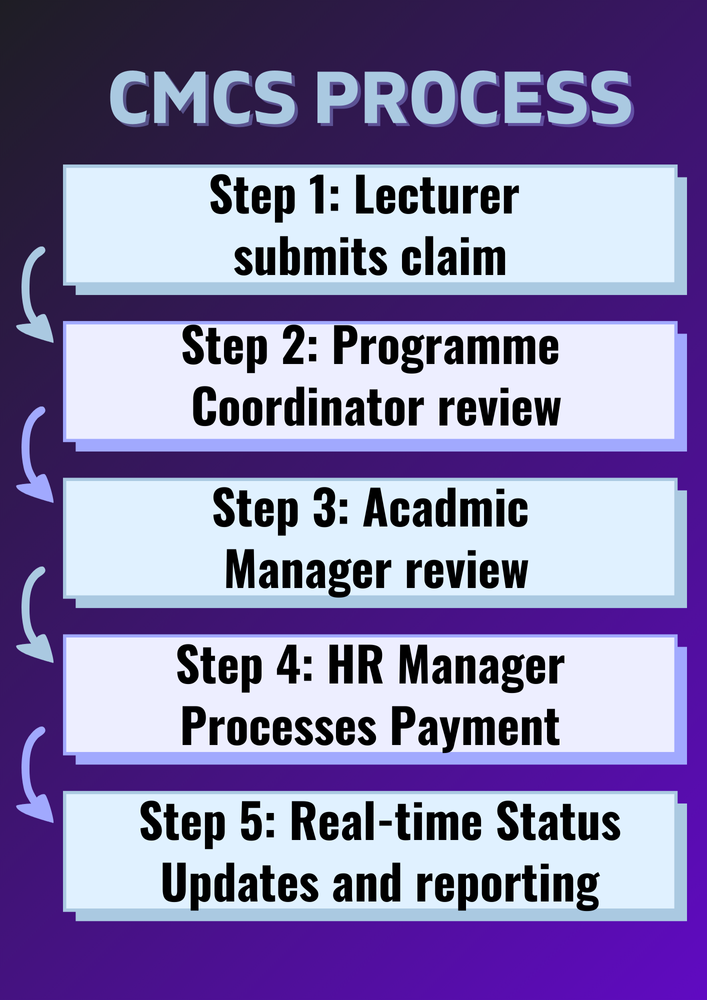 CMCS PROCESS
Step 1: Lecturer
submits claim
Step 2: Programme
Coordinator review
Step 3: Acadmic
Manager review
Step 4: HR Manager
Processes Payment
Step 5: Real-time Status
Updates and reporting